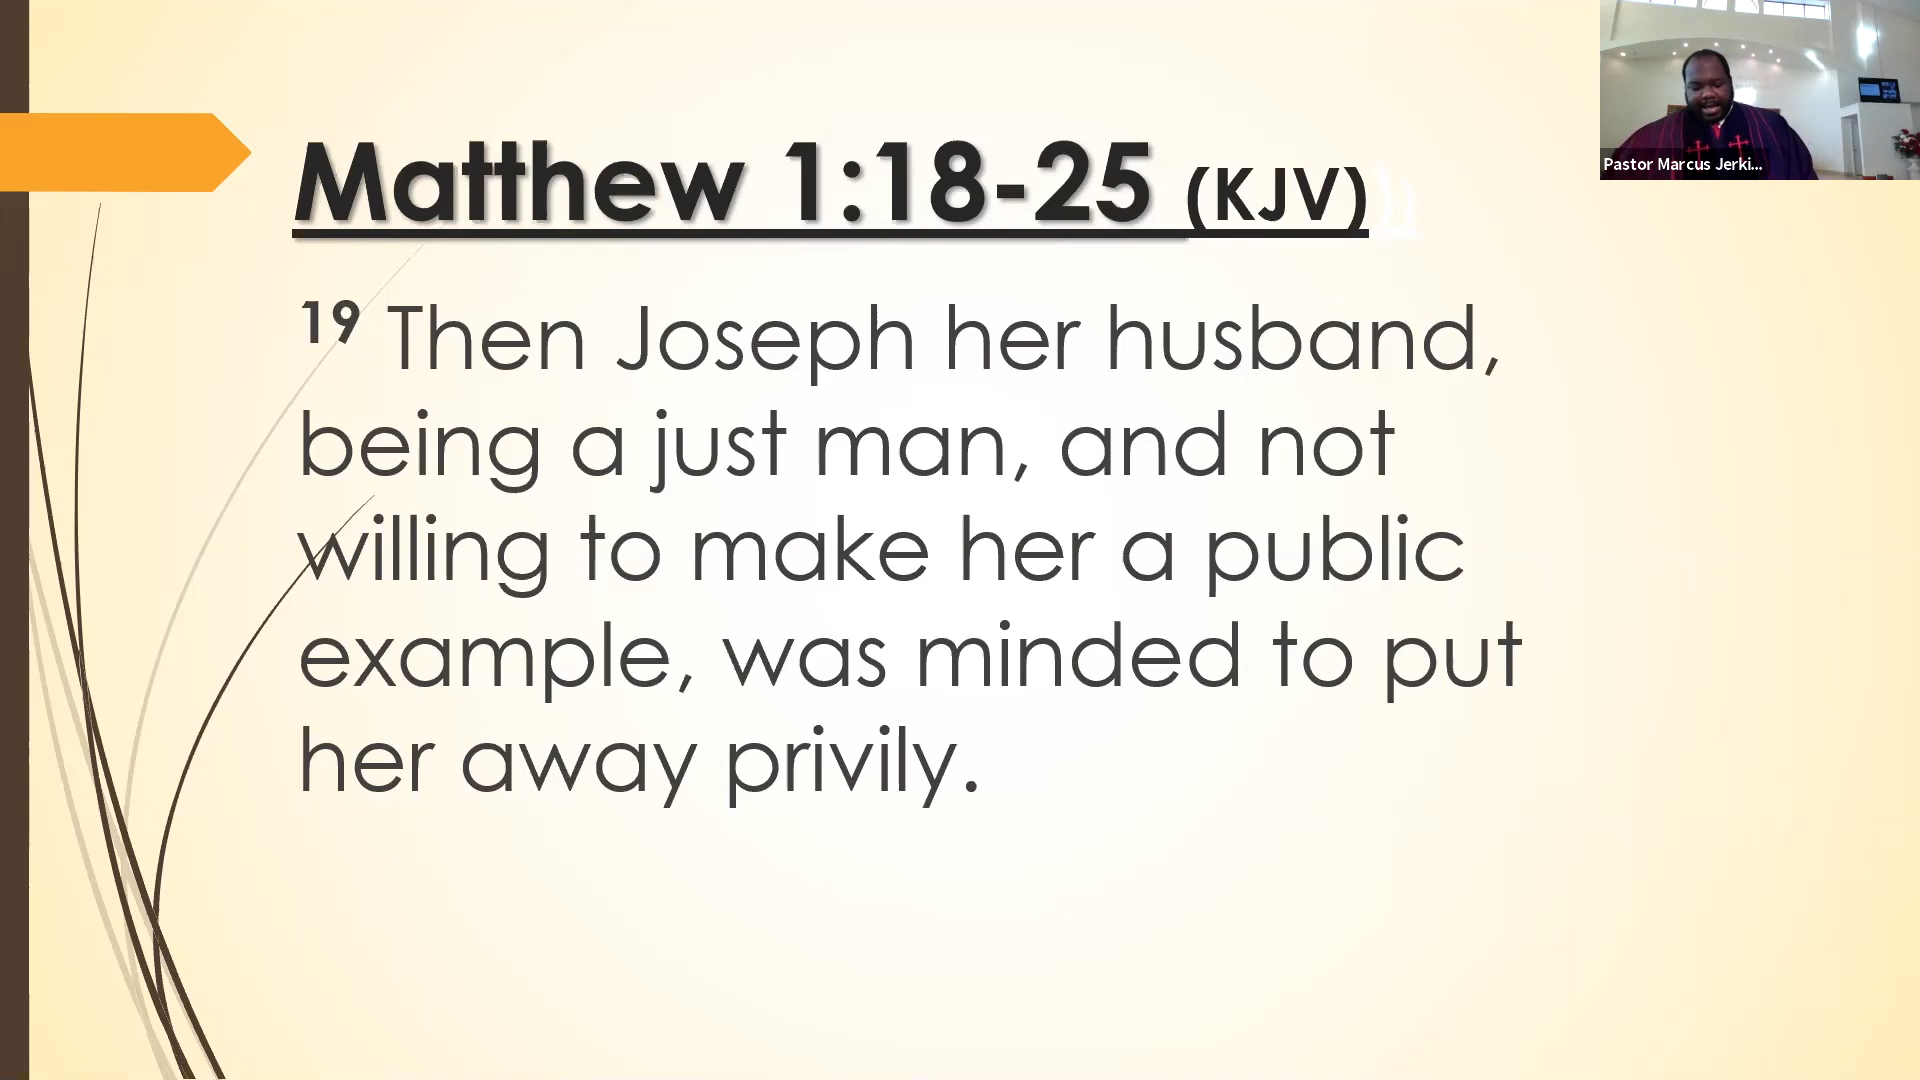 Matthew 1:18-25 (KJV)
19 Then Joseph her husband,
being a just man, and not
willing to make her a public
example, was minded to put
her away privily.
Pastor Marcus Jerki...